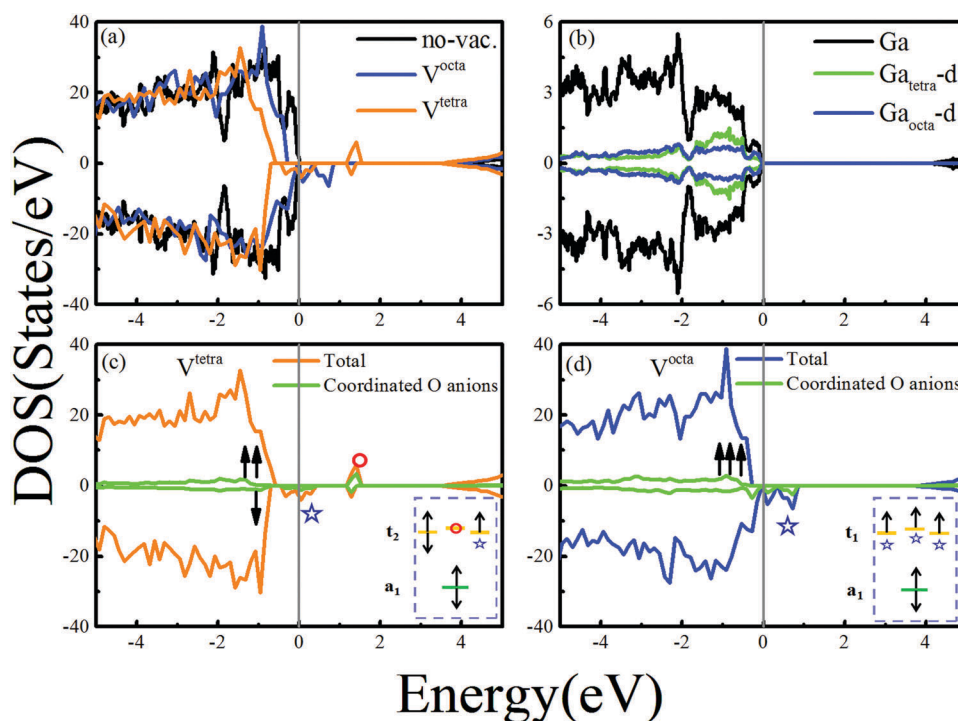 DOS(States/eV)
(a)
no-vac.
V^octa
V^tetra
40
20
0
-20
-40
-4 -2 0 2 4
(b)
Ga
Ga_tetra-d
Ga_octa-d
6
3
0
-3
-6
-4 -2 0 2 4
(c) V^tetra
Total
Coordinated O anions
40
20
0
-20
-40
t₂
a₁
-4 -2 0 2 4
(d) V^octa
Total
Coordinated O anions
40
20
0
-20
-40
t₁
a₁
-4 -2 0 2 4
Energy(eV)